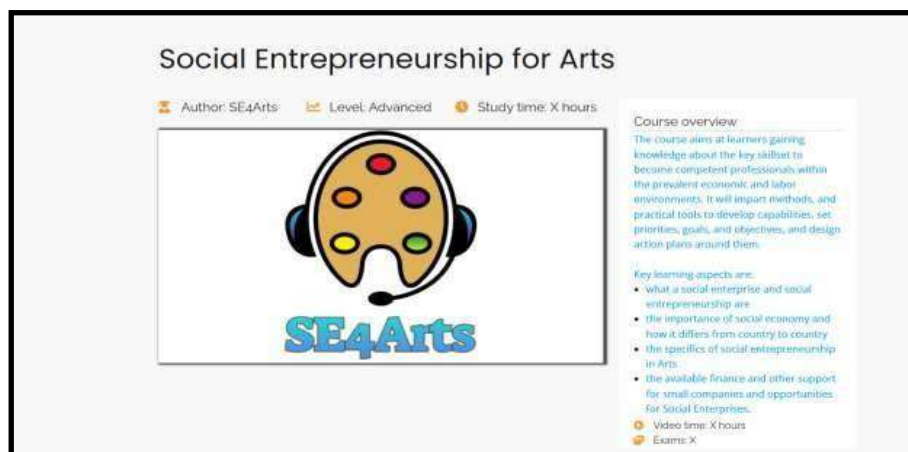 Social Entrepreneurship for Arts
Author: SE4Arts Level: Advanced Study time: X hours
SE4Arts
Course overview
The course aims at learners gaining
knowledge about the key skillset to
become competent professionals within
the prevalent economic and labor
environments. It will impart methods, and
practical tools to develop capabilities, set
priorities, goals, and objectives, and design
action plans around them.
Key learning aspects are:
• what a social enterprise and social
entrepreneurship are
• the importance of social economy and
how it differs from country to country
• the specifics of social entrepreneurship
in Arts
• the available finance and other support
for small companies and opportunities
for Social Enterprises.
Video time: X hours
Exams: X